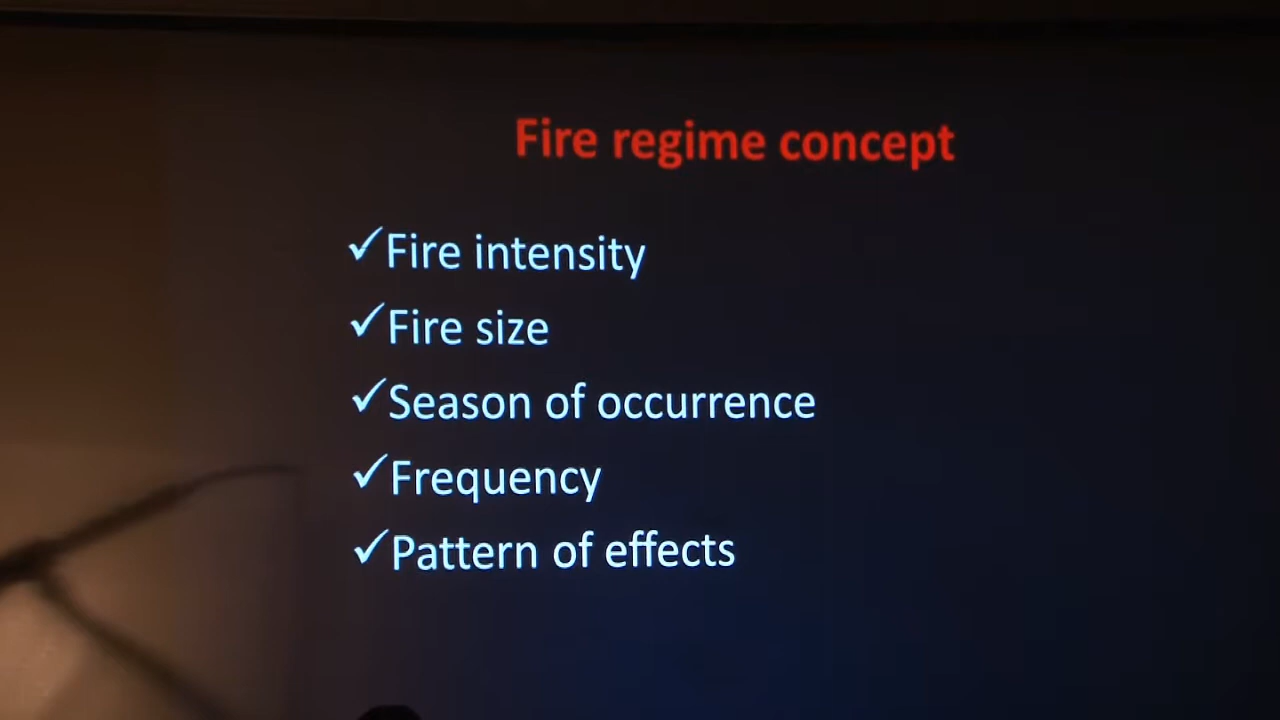 Fire regime concept
✓Fire intensity
✓Fire size
✓Season of occurrence
✓Frequency
✓Pattern of effects